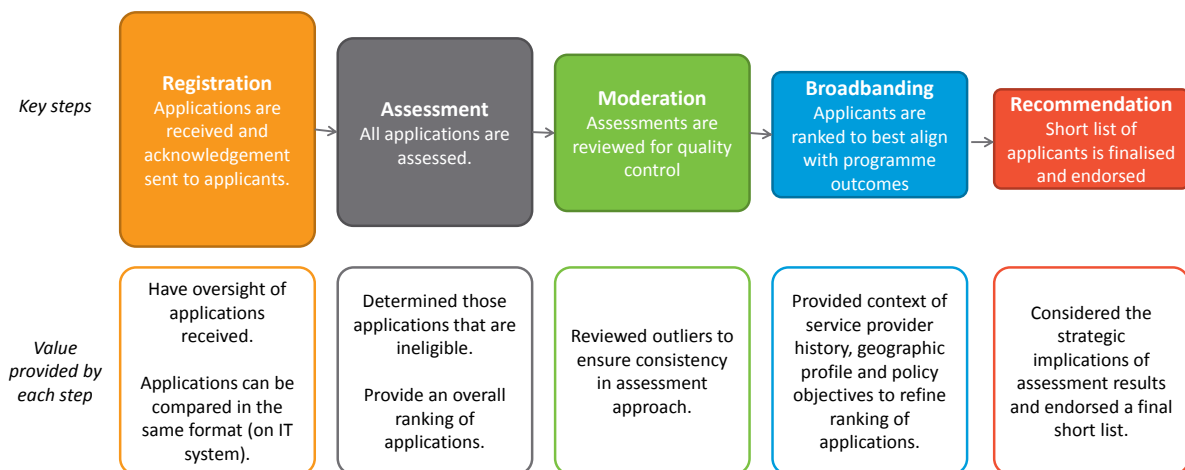 Key steps
Registration
Applications are
received and
acknowledgement
sent to applicants.
Assessment
All applications are
assessed.
Moderation
Assessments are
reviewed for quality
control
Broadbanding
Applicants are
ranked to best align
with programme
outcomes
Recommendation
Short list of
applicants is finalised
and endorsed
Value
provided by
each step
Have oversight of
applications
received.
Applications can be
compared in the
same format (on IT
system).
Determined those
applications that are
ineligible.
Provide an overall
ranking of
applications.
Reviewed outliers to
ensure consistency
in assessment
approach.
Provided context of
service provider
history, geographic
profile and policy
objectives to refine
ranking of
applications.
Considered the
strategic
implications of
assessment results
and endorsed a final
short list.